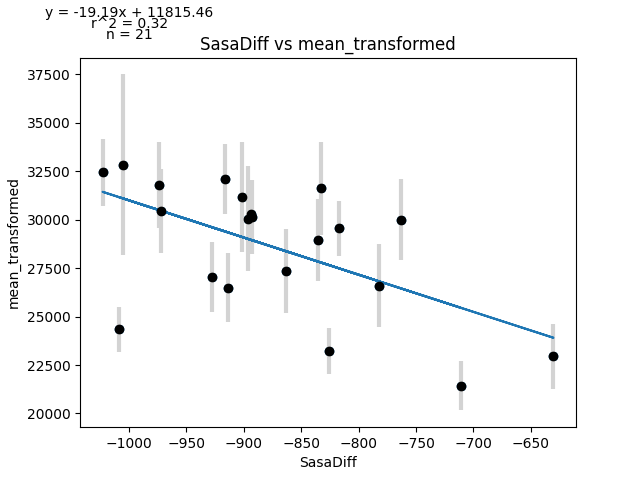 y = -19.19x + 11815.46
r^2 = 0.32
n = 21
SasaDiff vs mean_transformed
37500
35000
32500
30000
27500
25000
22500
20000
mean_transformed
−1000 −950 −900 −850 −800 −750 −700 −650
SasaDiff